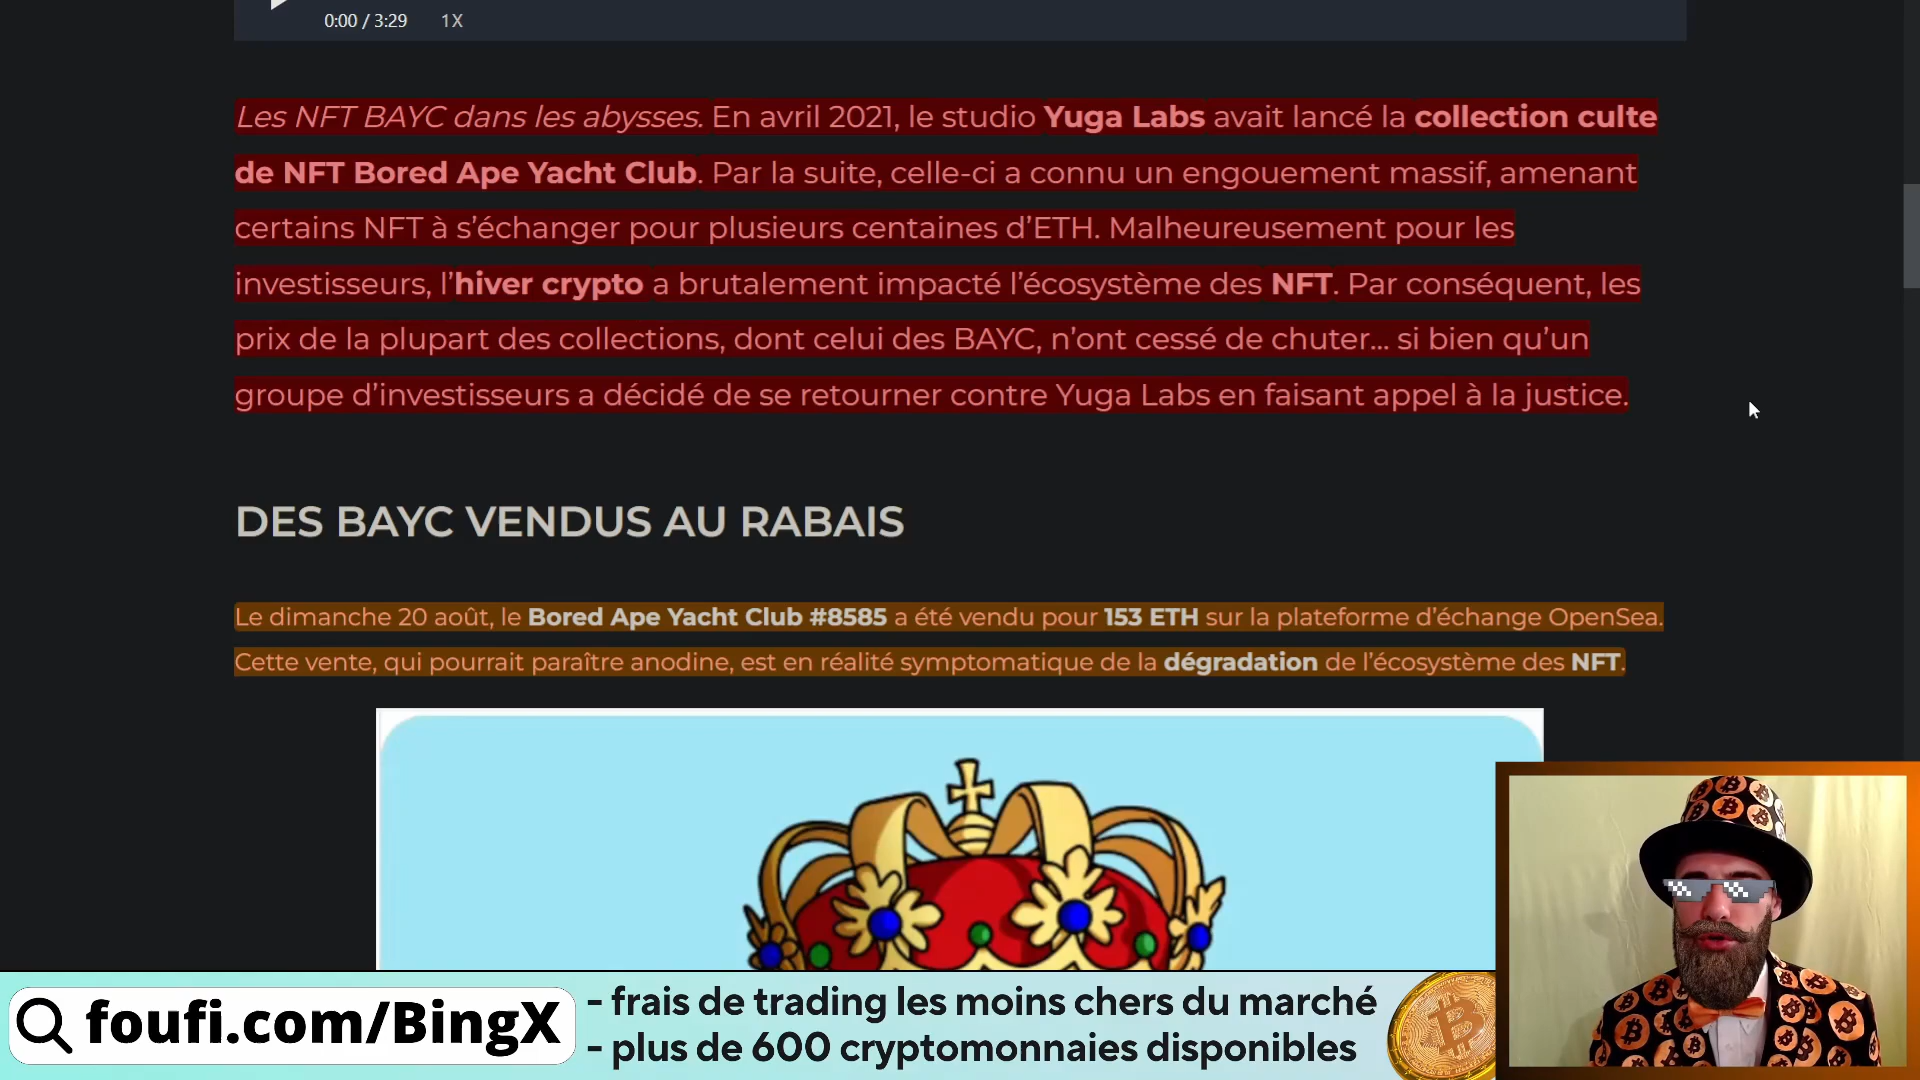 0:00 / 3:29 1X
Les NFT BAYC dans les abysses. En avril 2021, le studio Yuga Labs avait lancé la collection culte
de NFT Bored Ape Yacht Club. Par la suite, celle-ci a connu un engouement massif, amenant
certains NFT à s’échanger pour plusieurs centaines d’ETH. Malheureusement pour les
investisseurs, l’hiver crypto a brutalement impacté l’écosystème des NFT. Par conséquent, les
prix de la plupart des collections, dont celui des BAYC, n’ont cessé de chuter… si bien qu’un
groupe d’investisseurs a décidé de se retourner contre Yuga Labs en faisant appel à la justice.
DES BAYC VENDUS AU RABAIS
Le dimanche 20 août, le Bored Ape Yacht Club #8585 a été vendu pour 153 ETH sur la plateforme d’échange OpenSea.
Cette vente, qui pourrait paraître anodine, est en réalité symptomatique de la dégradation de l’écosystème des NFT.
foufi.com/BingX
- frais de trading les moins chers du marché
- plus de 600 cryptomonnaies disponibles